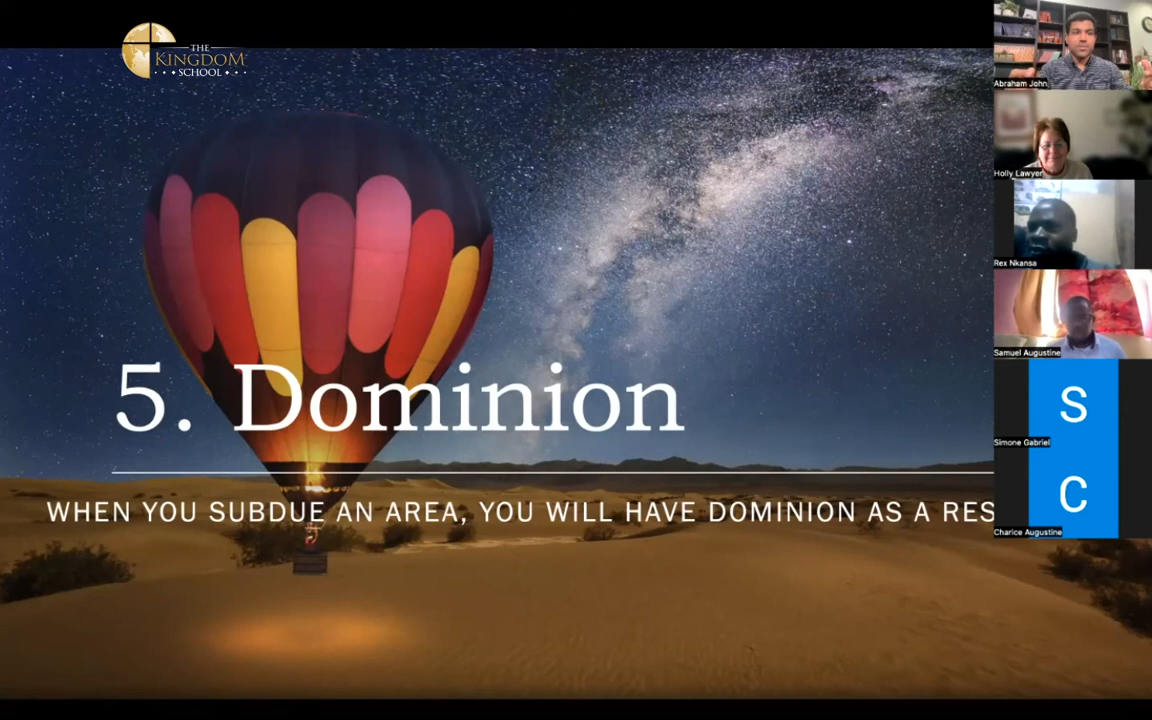 THE
KINGDOM
SCHOOL
Abraham John
Holly Lawyer
Rex Nkansa
Samuel Augustine
S
Simone Gabriel
C
Charice Augustine
5. Dominion
WHEN YOU SUBDUE AN AREA, YOU WILL HAVE DOMINION AS A RES